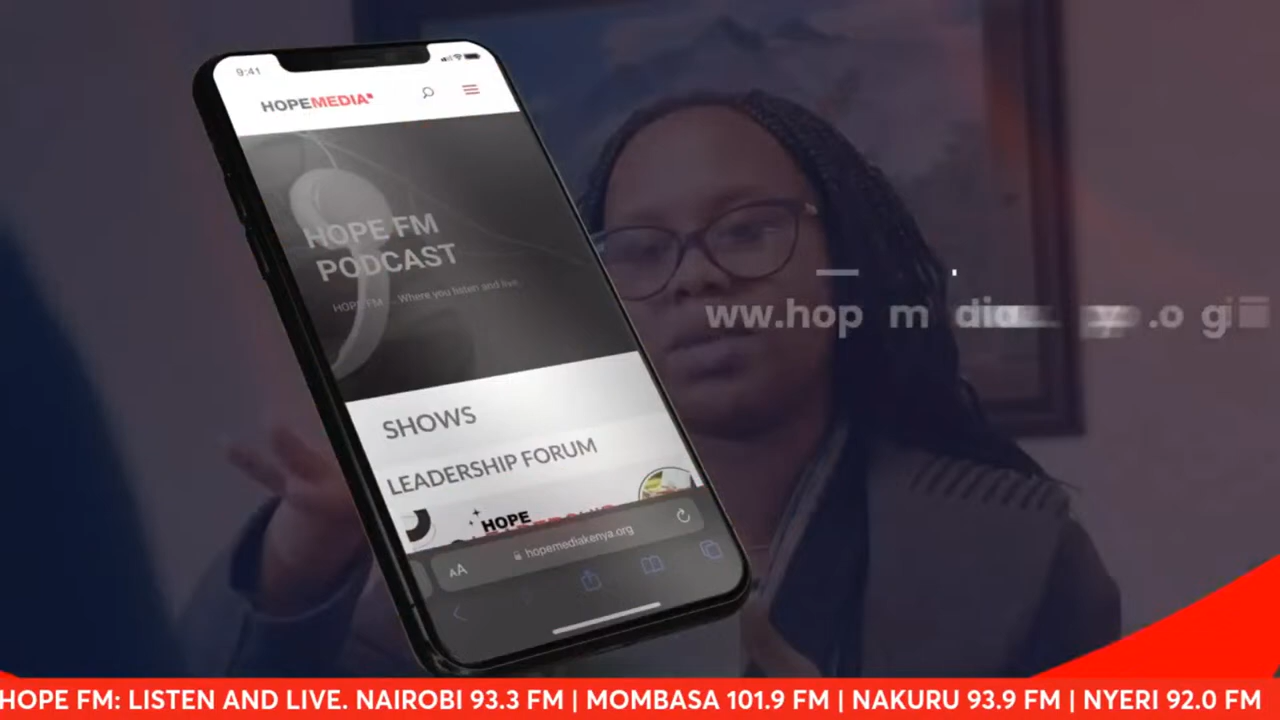 9:41
HOPEMEDIA
HOPE FM
PODCAST
HOPE FM ... Where you listen and live.
SHOWS
LEADERSHIP FORUM
HOPE
AA
hopemediakenya.org
HOPE FM: LISTEN AND LIVE. NAIROBI 93.3 FM | MOMBASA 101.9 FM | NAKURU 93.9 FM | NYERI 92.0 FM